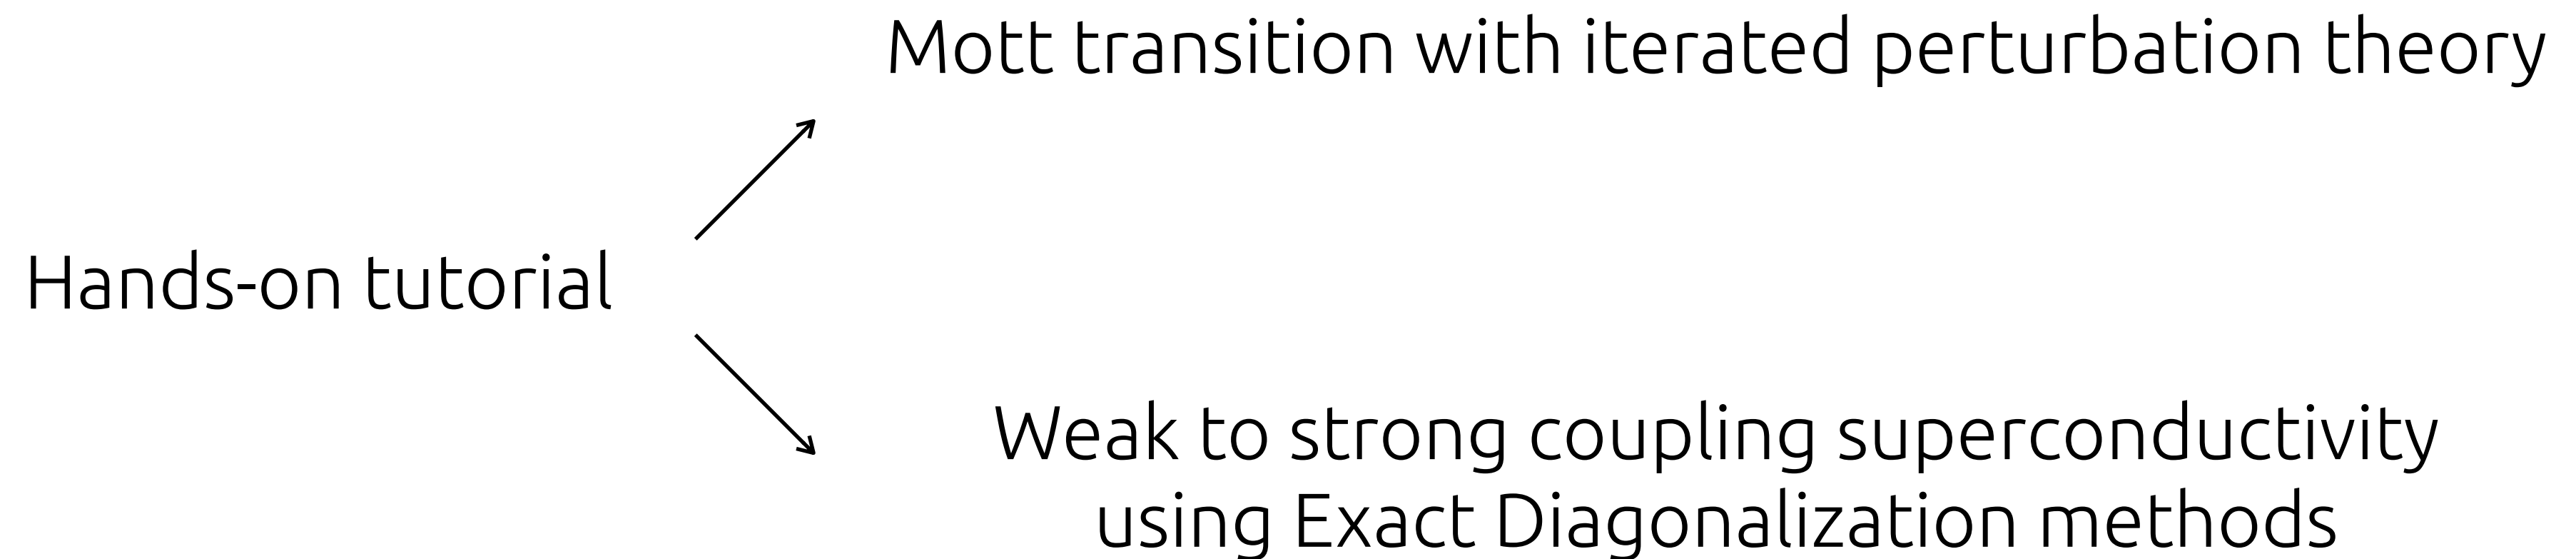 Mott transition with iterated perturbation theory
Hands-on tutorial
Weak to strong coupling superconductivity
using Exact Diagonalization methods